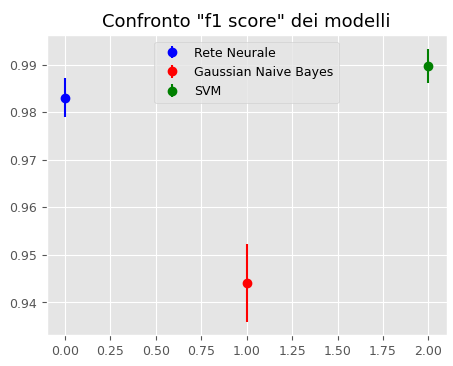 Confronto "f1 score" dei modelli
Rete Neurale
Gaussian Naive Bayes
SVM
0.99
0.98
0.97
0.96
0.95
0.94
0.00 0.25 0.50 0.75 1.00 1.25 1.50 1.75 2.00